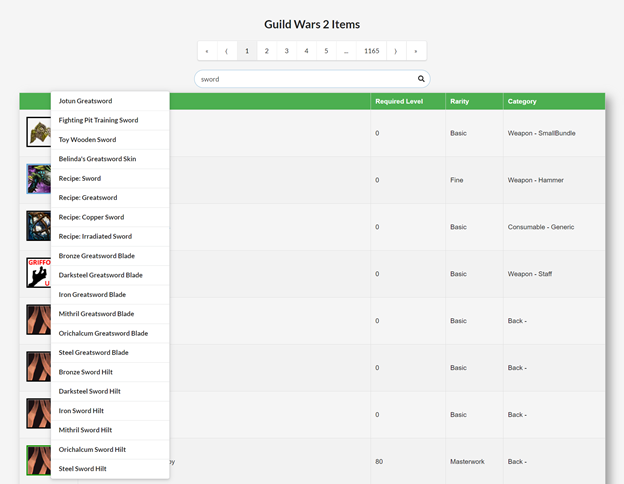 Guild Wars 2 Items
« ⟨ 1 2 3 4 5 ... 1165 ⟩ »
sword
Required Level Rarity Category
Jotun Greatsword
Fighting Pit Training Sword
Toy Wooden Sword
Belinda's Greatsword Skin
Recipe: Sword
Recipe: Greatsword
Recipe: Copper Sword
Recipe: Irradiated Sword
Bronze Greatsword Blade
Darksteel Greatsword Blade
Iron Greatsword Blade
Mithril Greatsword Blade
Orichalcum Greatsword Blade
Steel Greatsword Blade
Bronze Sword Hilt
Darksteel Sword Hilt
Iron Sword Hilt
Mithril Sword Hilt
Orichalcum Sword Hilt
Steel Sword Hilt
0 Basic Weapon - SmallBundle
0 Fine Weapon - Hammer
0 Basic Consumable - Generic
GRIFFO
U
0 Basic Weapon - Staff
0 Basic Back -
0 Basic Back -
0 Basic Back -
80 Masterwork Back -